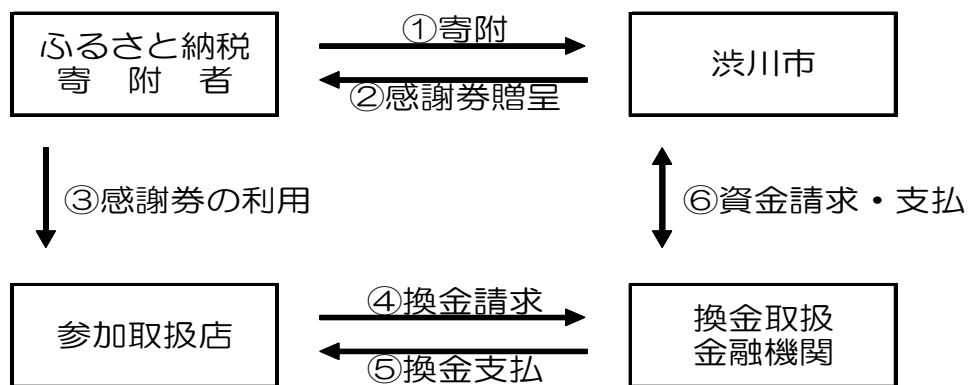 ふるさと納税
寄附者
①寄附
②感謝券贈呈
渋川市
③感謝券の利用
⑥資金請求・支払
参加取扱店
④換金請求
⑤換金支払
換金取扱
金融機関